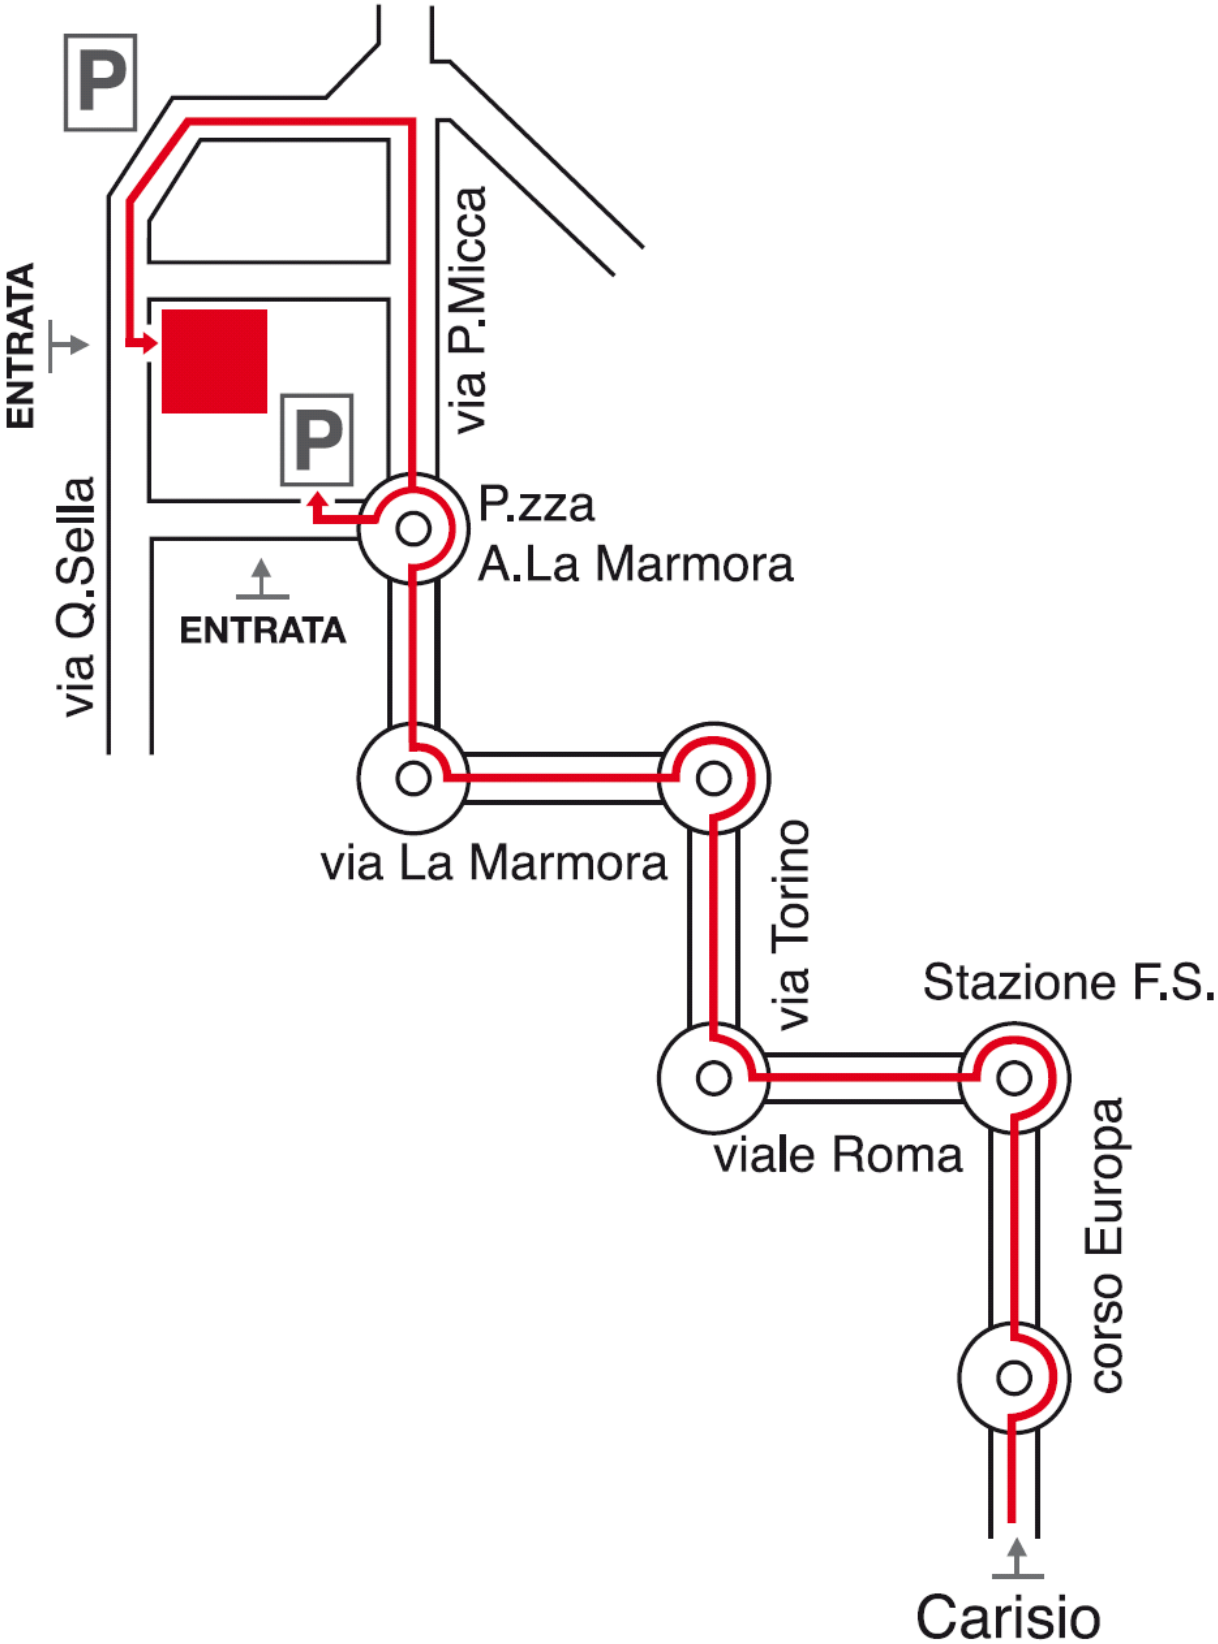 P
ENTRATA
via P.Micca
P
via Q.Sella
P.zza
A.La Marmora
ENTRATA
via La Marmora
via Torino
Stazione F.S.
viale Roma
corso Europa
Carisio